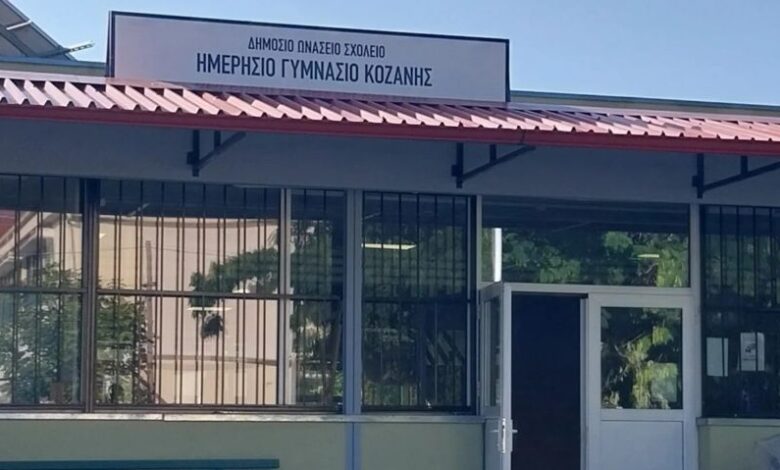 ΔΗΜΟΣΙΟ ΩΝΑΣΕΙΟ ΣΧΟΛΕΙΟ
ΗΜΕΡΗΣΙΟ ΓΥΜΝΑΣΙΟ ΚΟΖΑΝΗΣ